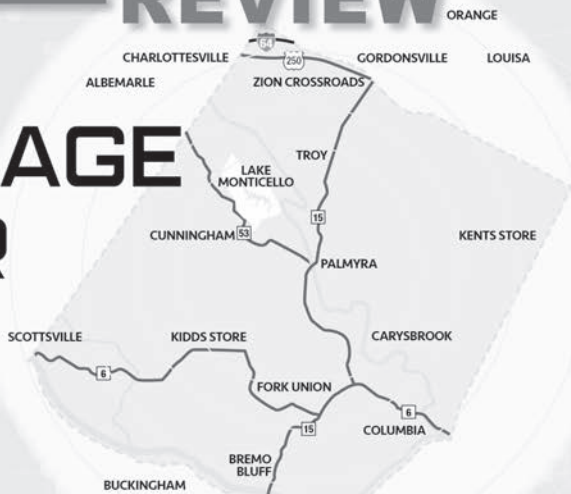 REVIEW
ORANGE
64
CHARLOTTESVILLE
250
GORDONSVILLE
LOUISA
ALBEMARLE
ZION CROSSROADS
AGE
TROY
LAKE
MONTICELLO
15
R
CUNNINGHAM
53
KENTS STORE
PALMYRA
SCOTTSVILLE
KIDDS STORE
CARYSBROOK
6
FORK UNION
6
15
COLUMBIA
BREMO
BLUFF
BUCKINGHAM